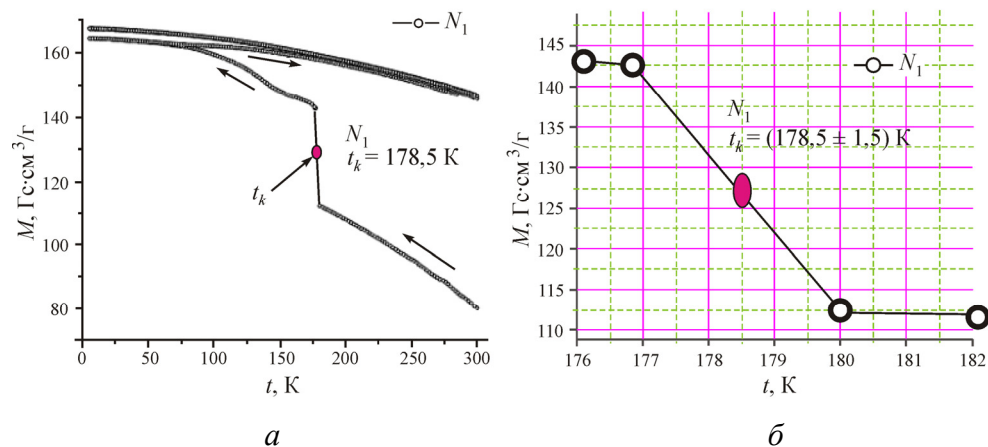 N₁
M, Гс·см³/г
160
140
120
100
80
N₁
tₖ = 178,5 К
tₖ
0
50
100
150
200
250
300
t, К
а
M, Гс·см³/г
145
140
135
130
125
120
115
110
N₁
N₁
tₖ = (178,5 ± 1,5) К
176
177
178
179
180
181
182
t, К
б